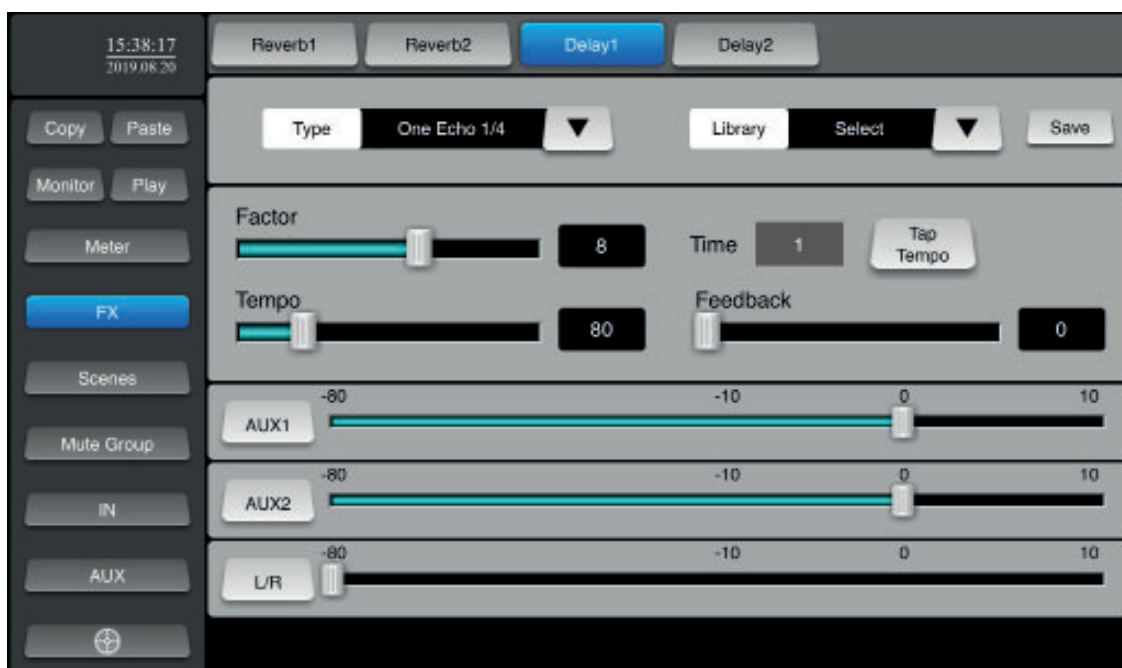 15:38:17
2019.08.20
Reverb1 Reverb2 Delay1 Delay2
Copy Paste
Type One Echo 1/4 Library Select Save
Monitor Play
Factor
8 Time 1 Tap Tempo
Meter
Tempo Feedback
FX
80 0
Scenes
-80 -10 0 10
AUX1
Mute Group
-80 -10 0 10
AUX2
IN
-80 -10 0 10
L/R
AUX